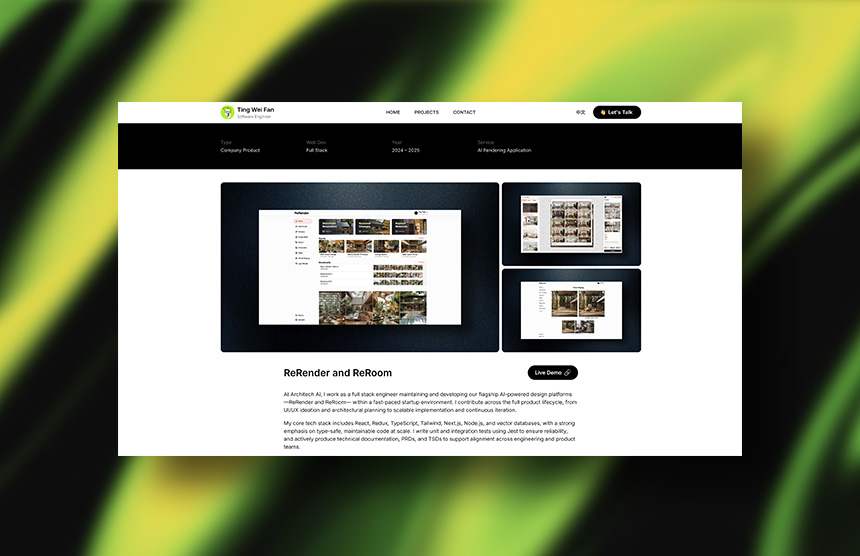 Ting Wei Fan
Software Engineer
HOME PROJECTS CONTACT
中文
Let's Talk
Type Web Dev Year Service
Company Product Full Stack 2024 – 2025 AI Rendering Application
ReRender
ReRender and ReRoom
Live Demo
At Architech AI, I work as a full stack engineer maintaining and developing our flagship AI-powered design platforms
—ReRender and ReRoom— within a fast-paced startup environment. I contribute across the full product lifecycle, from
UI/UX ideation and architectural planning to scalable implementation and continuous iteration.
My core tech stack includes React, Redux, TypeScript, Tailwind, Next.js, Node.js, and vector databases, with a strong
emphasis on type-safe, maintainable code at scale. I write unit and integration tests using Jest to ensure reliability,
and actively produce technical documentation, PRDs, and TSDs to support alignment across engineering and product
teams.